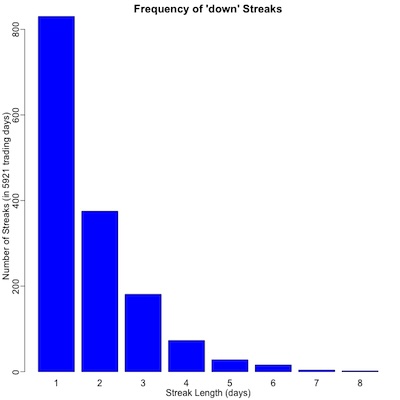 Frequency of 'down' Streaks
Number of Streaks (in 5921 trading days)
800
600
400
200
0
1 2 3 4 5 6 7 8
Streak Length (days)